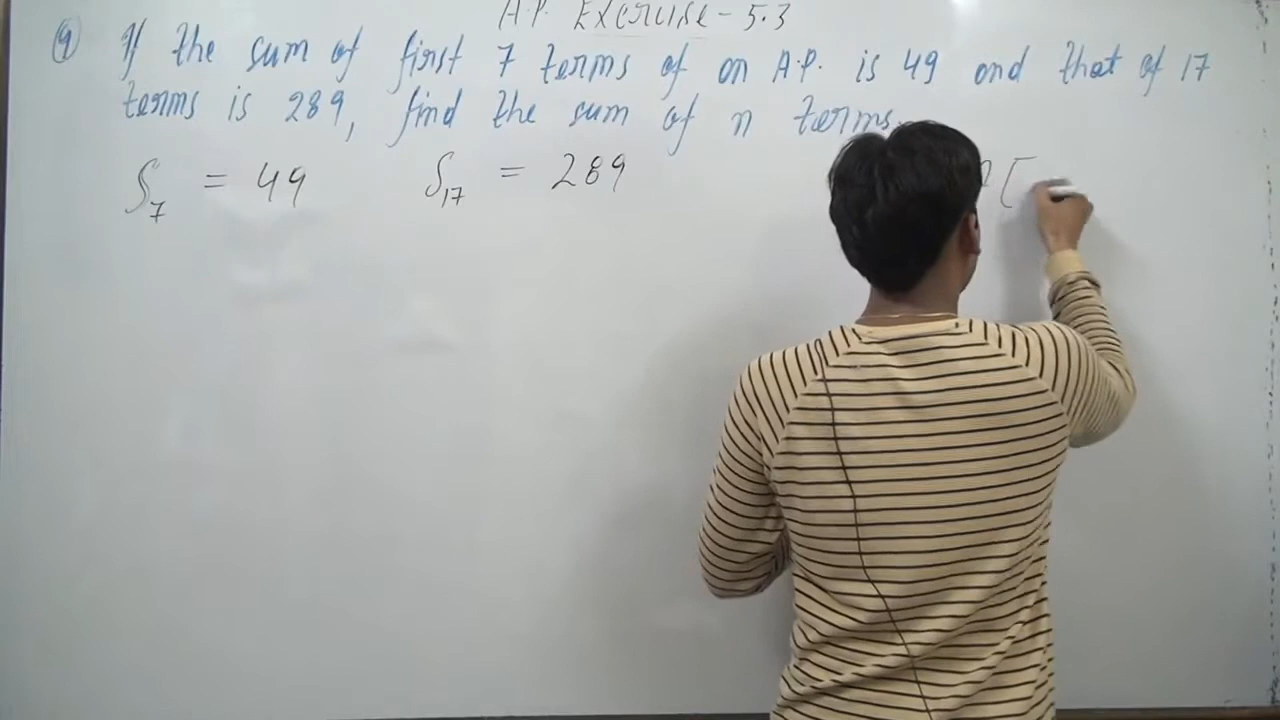 A.P. Exercise - 5.3
9 If the sum of first 7 terms of an A.P. is 49 and that of 17
terms is 289, find the sum of n terms.
S7 = 49 S17 = 289 [